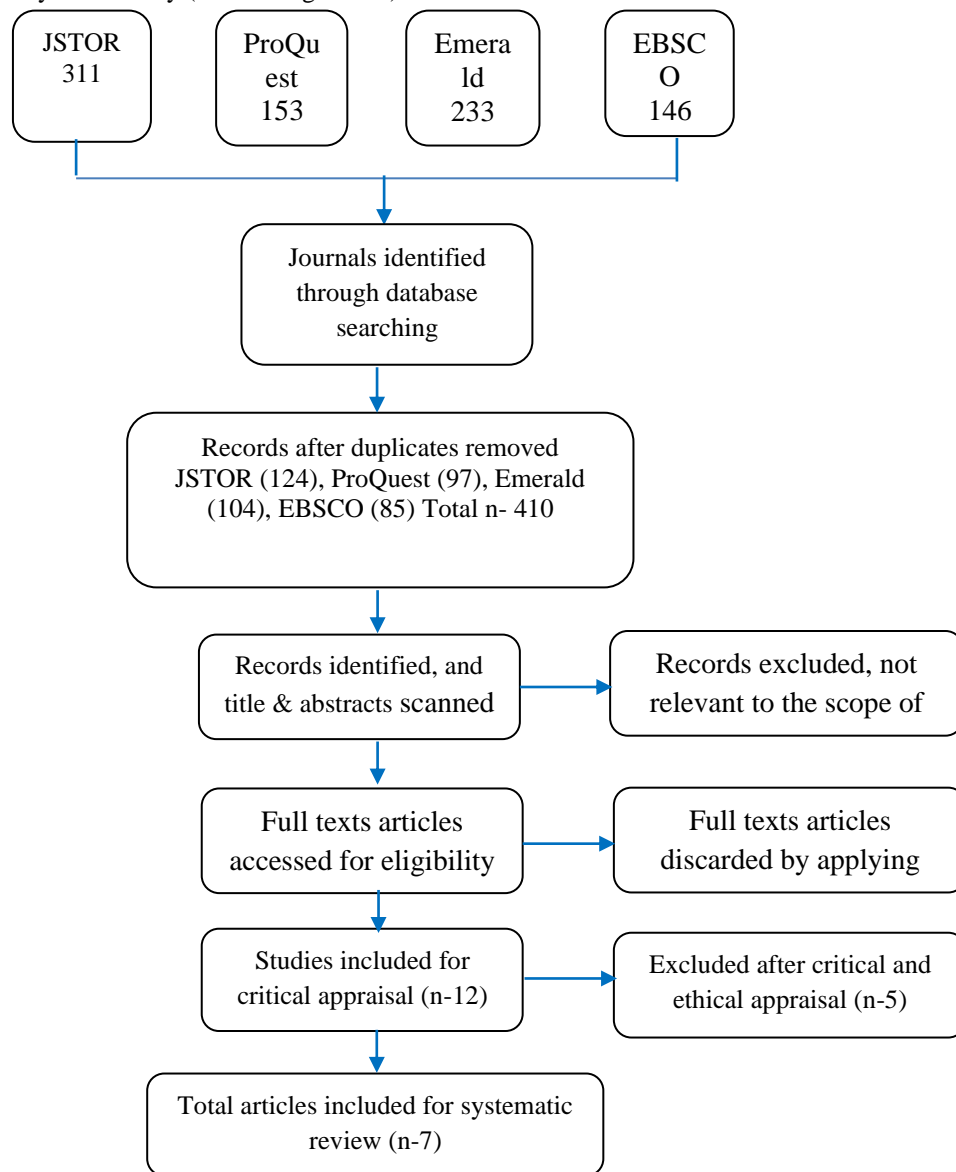 JSTOR
311
ProQu
est
153
Emera
ld
233
EBSC
O
146
Journals identified
through database
searching
Records after duplicates removed
JSTOR (124), ProQuest (97), Emerald
(104), EBSCO (85) Total n- 410
Records identified, and
title & abstracts scanned
Records excluded, not
relevant to the scope of
Full texts articles
accessed for eligibility
Full texts articles
discarded by applying
Studies included for
critical appraisal (n-12)
Excluded after critical and
ethical appraisal (n-5)
Total articles included for systematic
review (n-7)